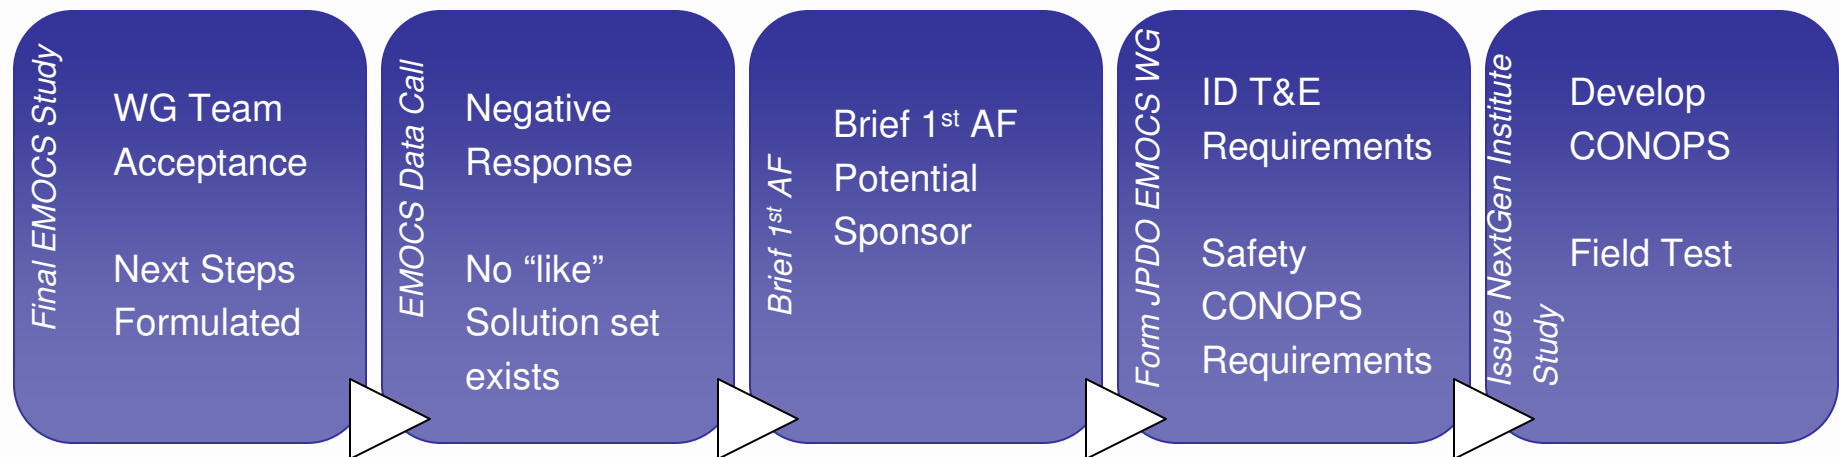 Final EMOCS Study
WG Team
Acceptance
Next Steps
Formulated
EMOCS Data Call
Negative
Response
No “like”
Solution set
exists
Brief 1st AF
Brief 1st AF
Potential
Sponsor
Form JPDO EMOCS WG
ID T&E
Requirements
Safety
CONOPS
Requirements
Issue NextGen Institute
Study
Develop
CONOPS
Field Test